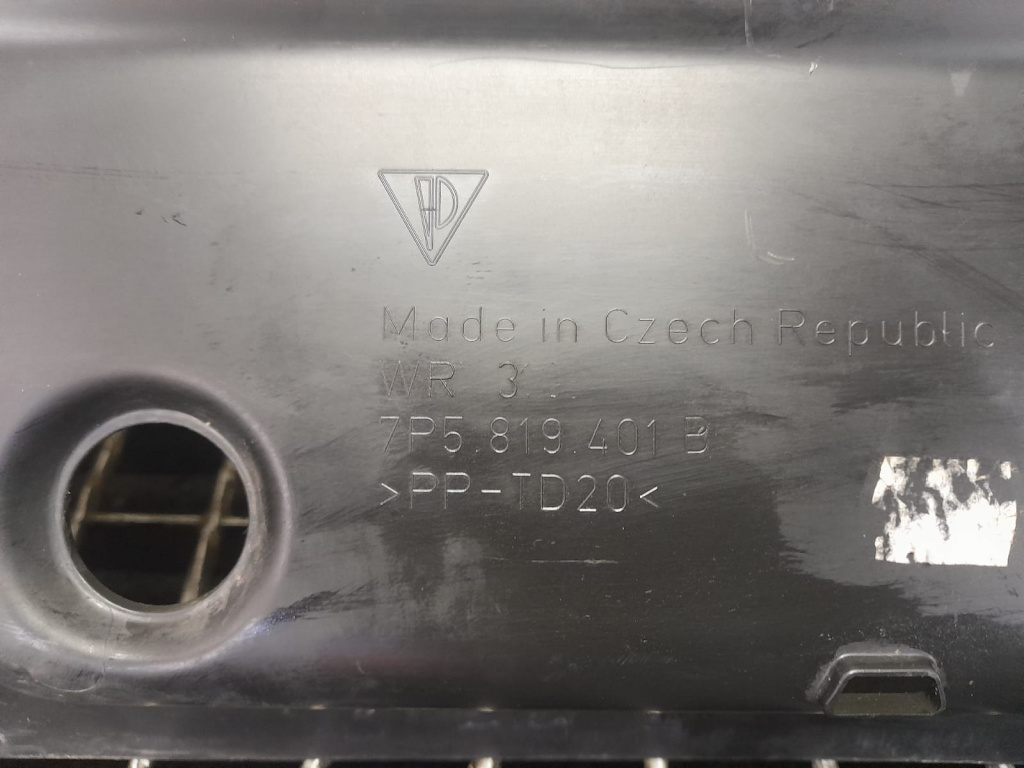 Made in Czech Republic
WR 3
7P5.819.401 B
>PP-TD20<